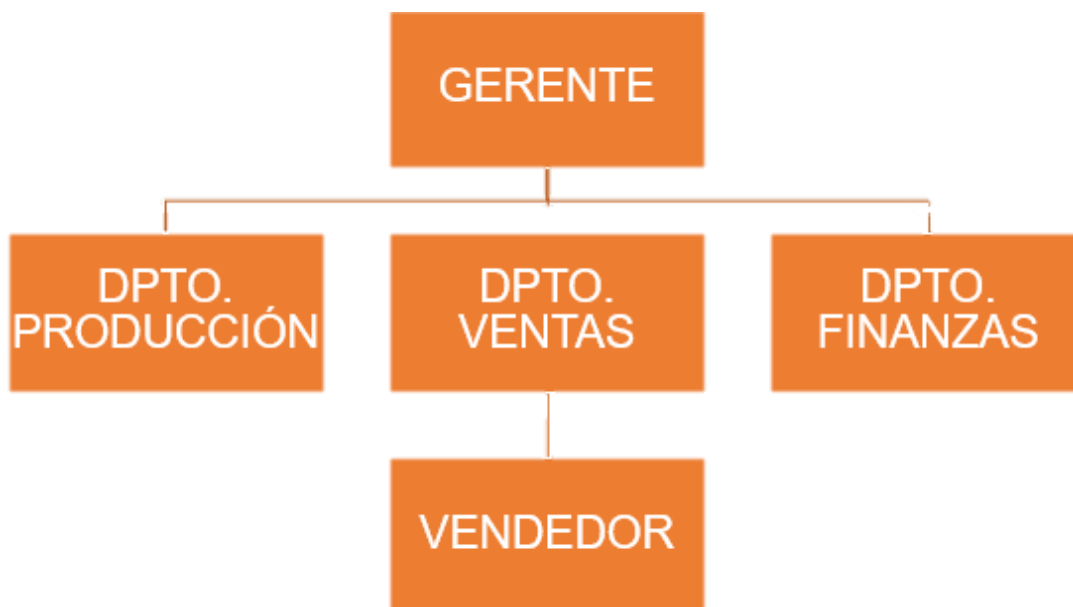 GERENTE
DPTO.
PRODUCCIÓN
DPTO.
VENTAS
DPTO.
FINANZAS
VENDEDOR